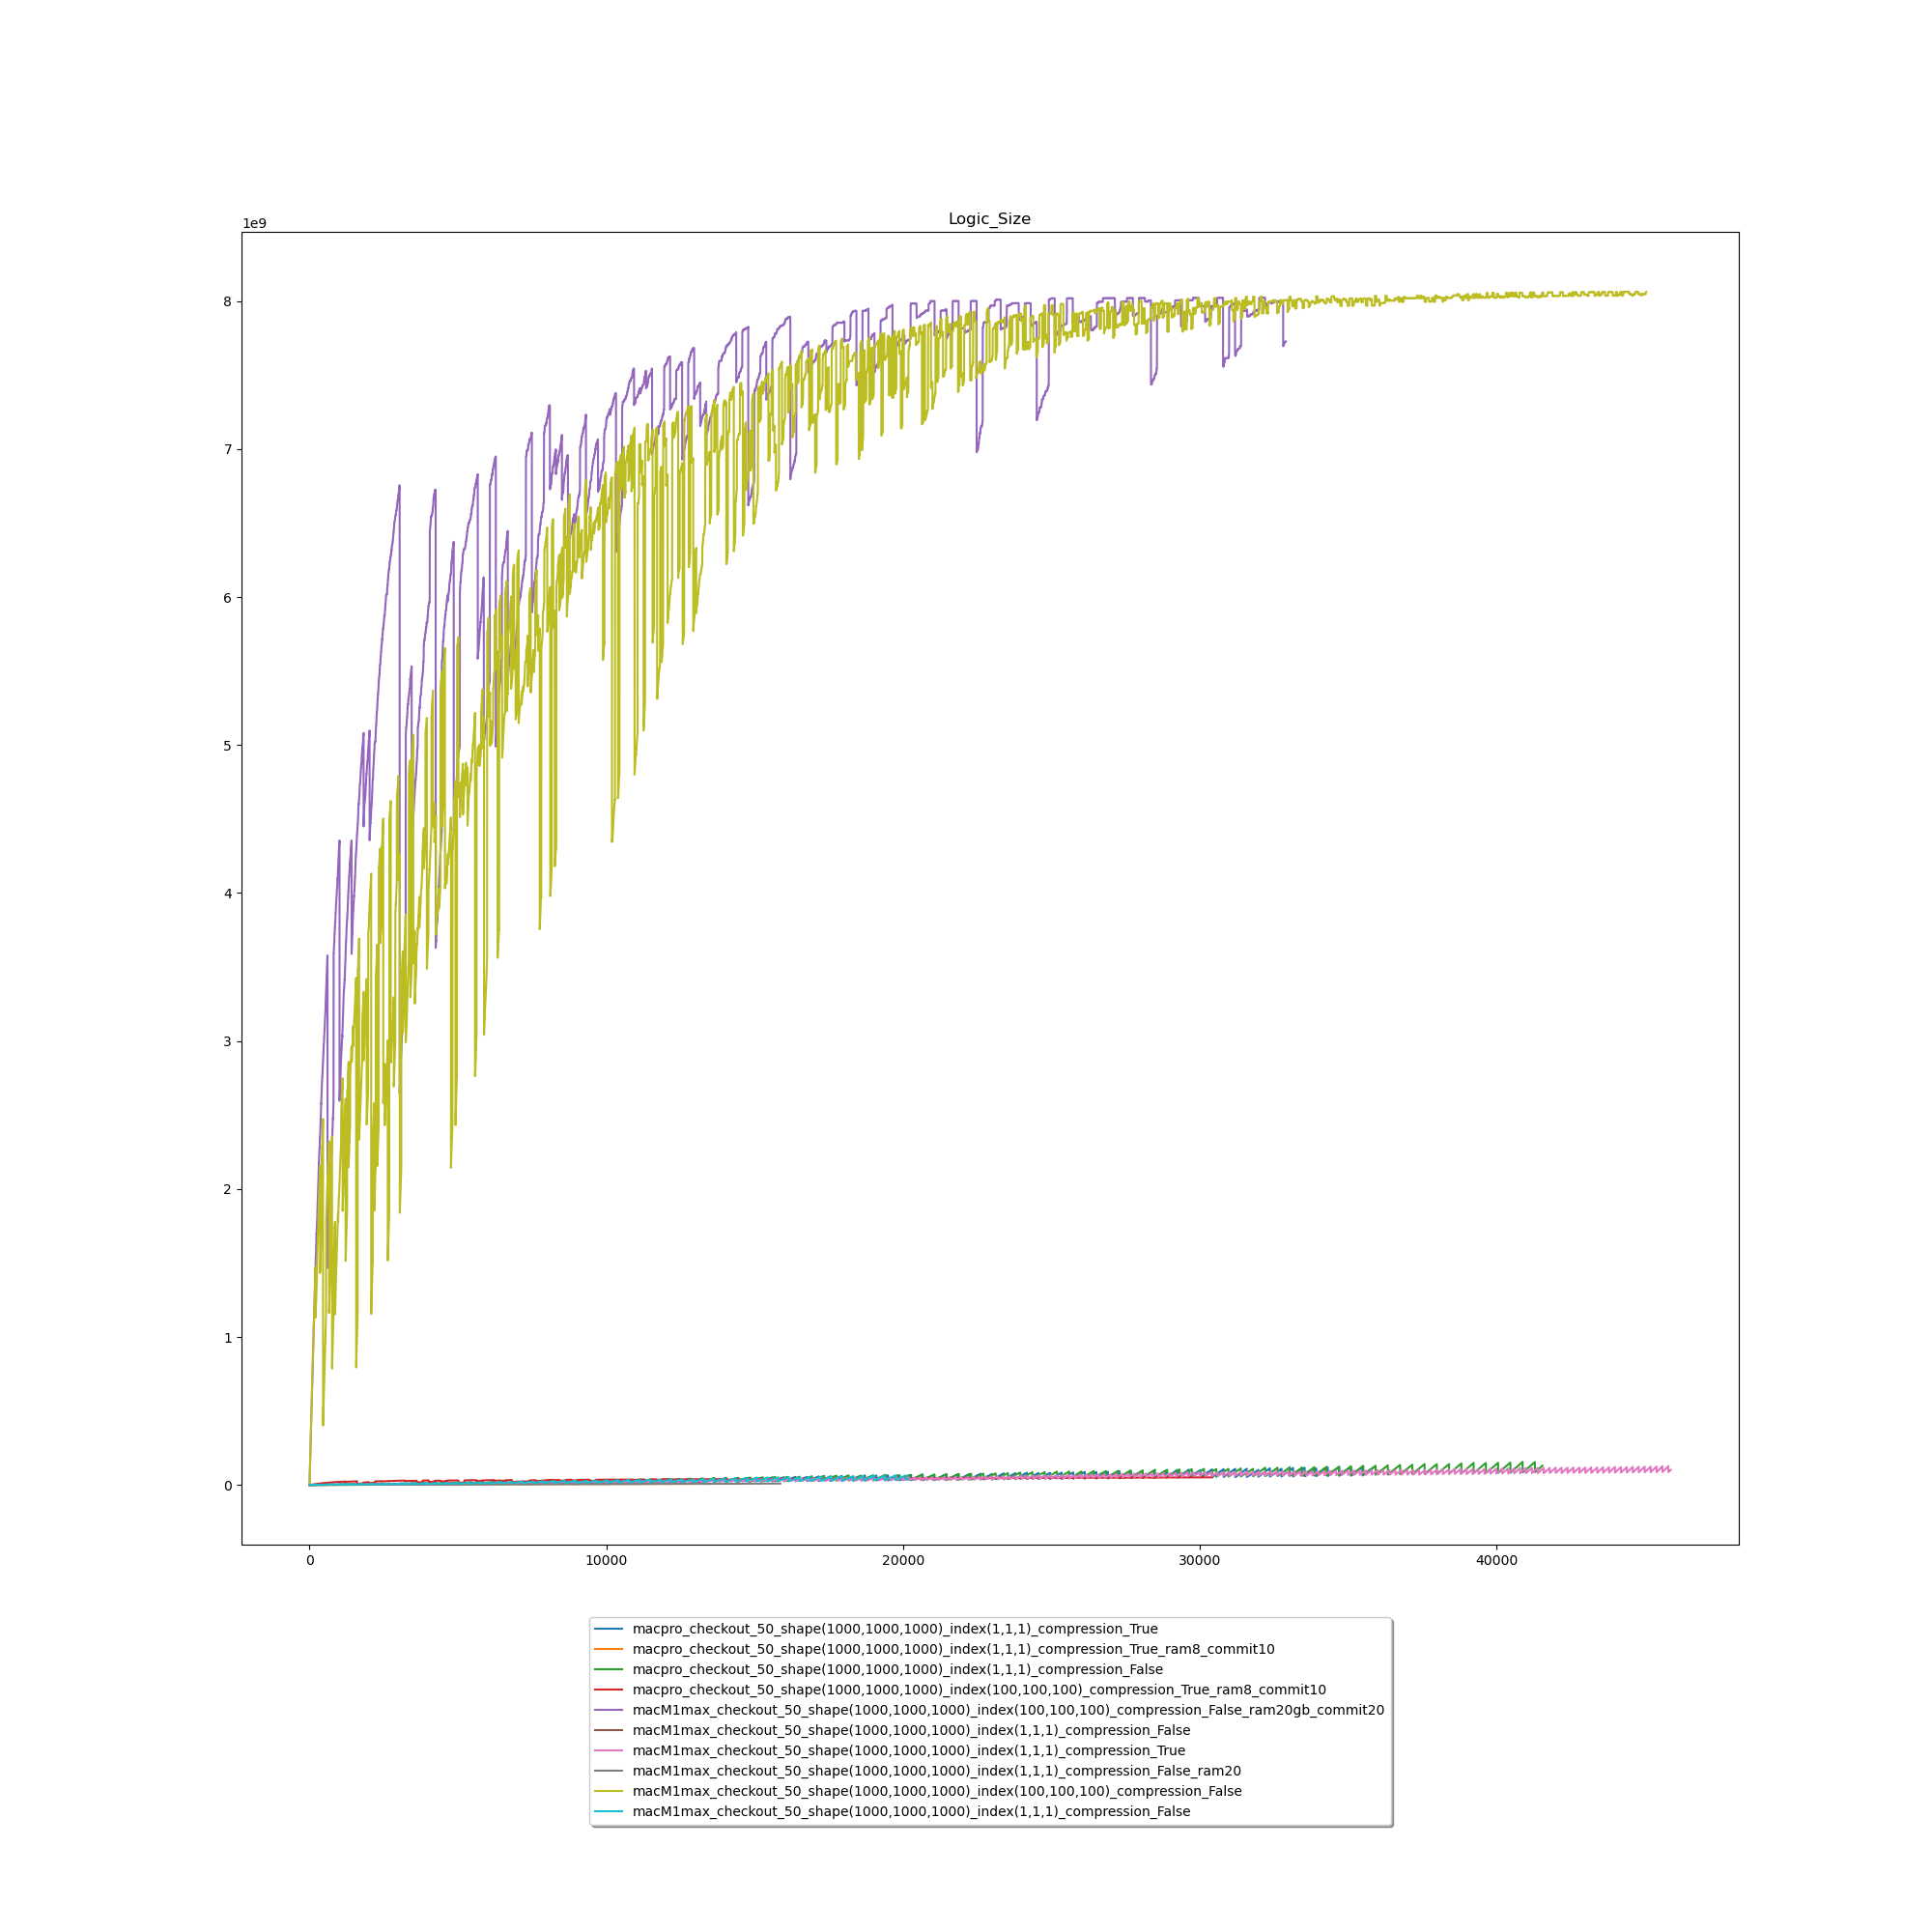 Logic_Size
1e9
8
7
6
5
4
3
2
1
0
0 10000 20000 30000 40000
macpro_checkout_50_shape(1000,1000,1000)_index(1,1,1)_compression_True
macpro_checkout_50_shape(1000,1000,1000)_index(1,1,1)_compression_True_ram8_commit10
macpro_checkout_50_shape(1000,1000,1000)_index(1,1,1)_compression_False
macpro_checkout_50_shape(1000,1000,1000)_index(100,100,100)_compression_True_ram8_commit10
macM1max_checkout_50_shape(1000,1000,1000)_index(100,100,100)_compression_False_ram20gb_commit20
macM1max_checkout_50_shape(1000,1000,1000)_index(1,1,1)_compression_False
macM1max_checkout_50_shape(1000,1000,1000)_index(1,1,1)_compression_True
macM1max_checkout_50_shape(1000,1000,1000)_index(1,1,1)_compression_False_ram20
macM1max_checkout_50_shape(1000,1000,1000)_index(100,100,100)_compression_False
macM1max_checkout_50_shape(1000,1000,1000)_index(1,1,1)_compression_False